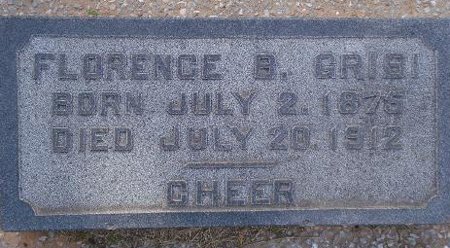 FLORENCE B. GRIBI
BORN JULY 2. 1875
DIED JULY 20. 1912
CHEER